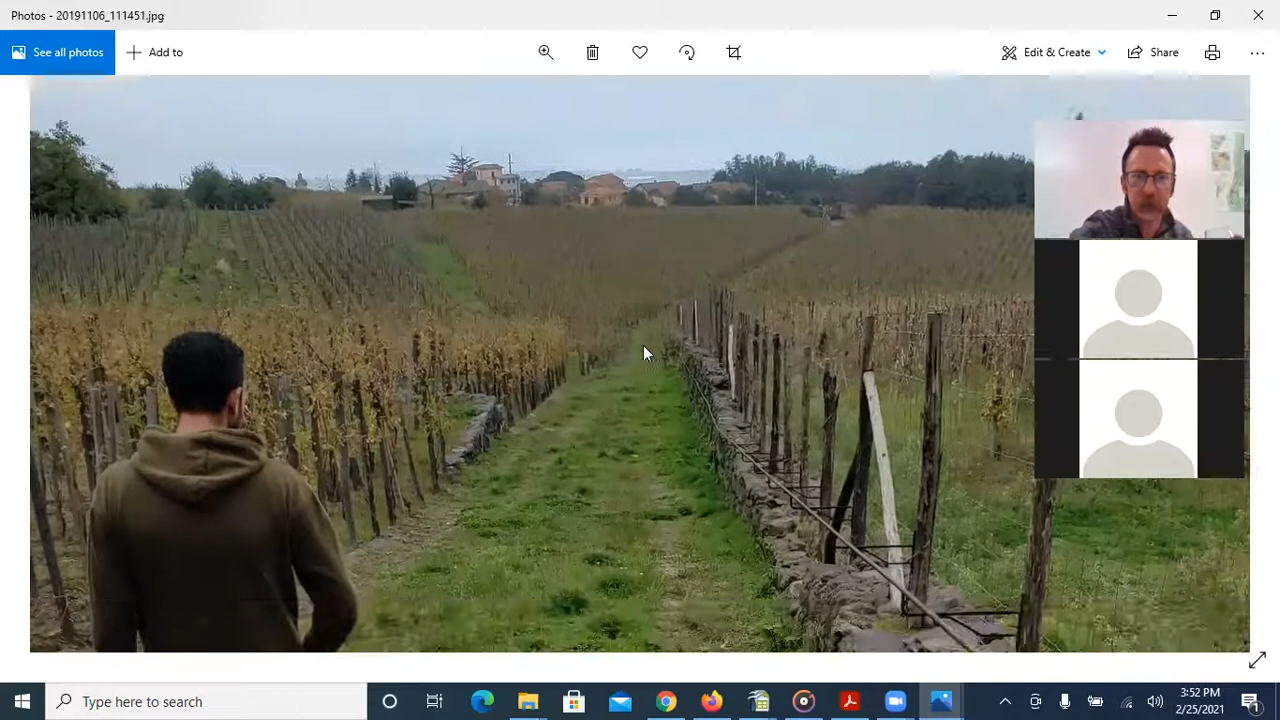 Photos - 20191106_111451.jpg
See all photos
Add to
Edit & Create
Share
Type here to search
3:52 PM
2/25/2021
1